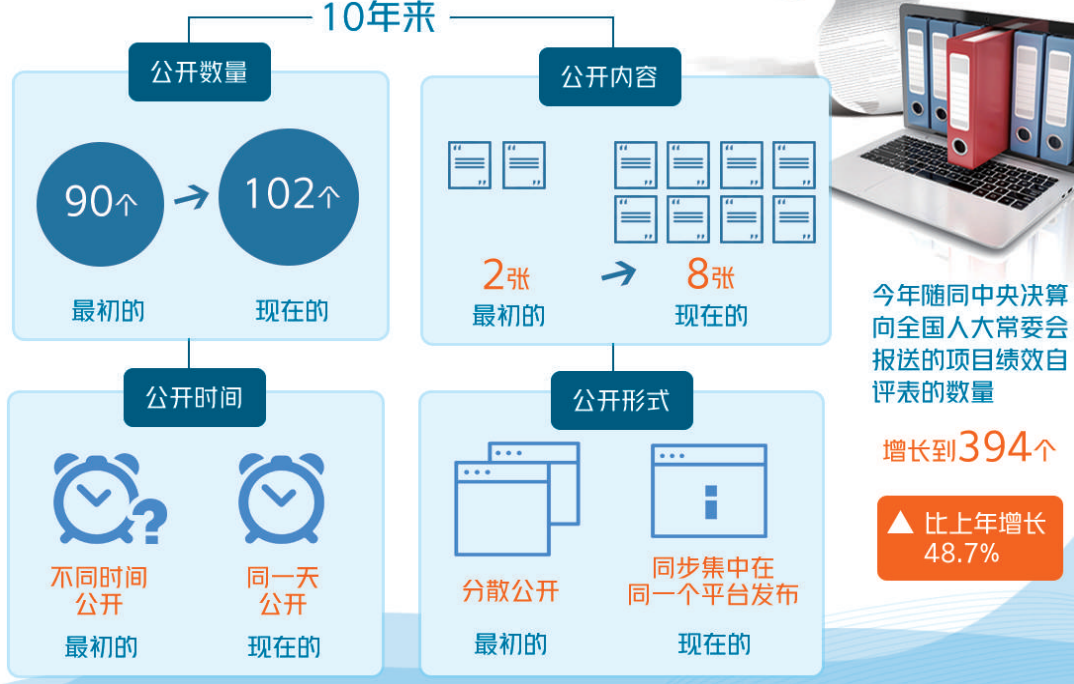 10年来
公开数量
90个
102个
最初的
现在的
公开内容
2张
8张
最初的
现在的
公开时间
不同时间
公开
最初的
同一天
公开
现在的
公开形式
分散公开
最初的
同步集中在
同一个平台发布
现在的
今年随同中央决算
向全国人大常委会
报送的项目绩效自
评表的数量
增长到394个
比上年增长
48.7%